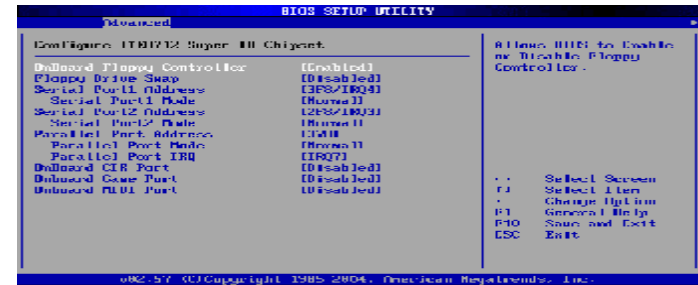 BIOS SETUP UTILITY
Advanced
Configure ITE8712 Super IO Chipset
Allows BIOS to Enable
or Disable Floppy
Controller.
OnBoard Floppy Controller [Enabled]
Floppy Drive Swap [Disabled]
Serial Port1 Address [3F8/IRQ4]
Serial Port1 Mode [Normal]
Serial Port2 Address [2F8/IRQ3]
Serial Port2 Mode [Normal]
Parallel Port Address [378]
Parallel Port Mode [Normal]
Parallel Port IRQ [IRQ7]
OnBoard CIR Port [Disabled]
Onboard Game Port [Disabled]
Onboard MIDI Port [Disabled]
Select Screen
Select Item
Change Option
F1 General Help
F10 Save and Exit
ESC Exit
v02.57 (C)Copyright 1985-2004, American Megatrends, Inc.